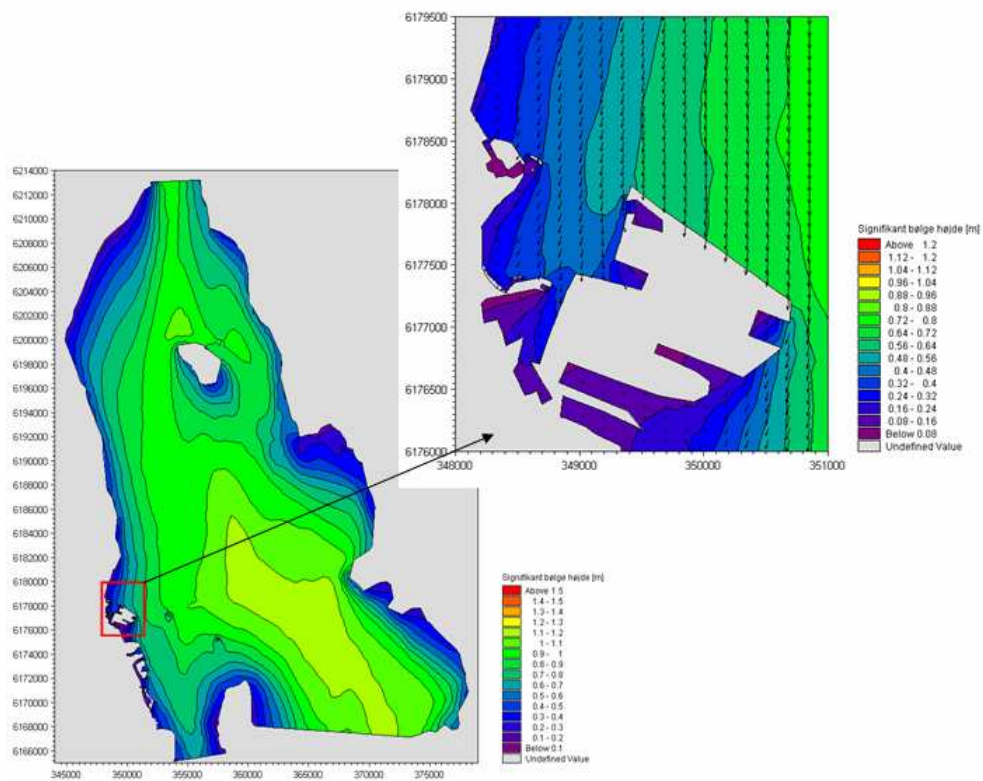 6179500
6179000
6178500
6178000
6177500
6177000
6176500
6176000
348000 349000 350000 351000
Signifikant bølge højde [m]
Above 1.2
1.12 - 1.2
1.04 - 1.12
0.96 - 1.04
0.88 - 0.96
0.8 - 0.88
0.72 - 0.8
0.64 - 0.72
0.56 - 0.64
0.48 - 0.56
0.4 - 0.48
0.32 - 0.4
0.24 - 0.32
0.16 - 0.24
0.08 - 0.16
Below 0.08
Undefined Value
6214000
6212000
6210000
6208000
6206000
6204000
6202000
6200000
6198000
6196000
6194000
6192000
6190000
6188000
6186000
6184000
6182000
6180000
6178000
6176000
6174000
6172000
6170000
6168000
6166000
345000 350000 355000 360000 365000 370000 375000
Signifikant bølge højde [m]
Above 1.5
1.4 - 1.5
1.3 - 1.4
1.2 - 1.3
1.1 - 1.2
1 - 1.1
0.9 - 1
0.8 - 0.9
0.7 - 0.8
0.6 - 0.7
0.5 - 0.6
0.4 - 0.5
0.3 - 0.4
0.2 - 0.3
0.1 - 0.2
Below 0.1
Undefined Value